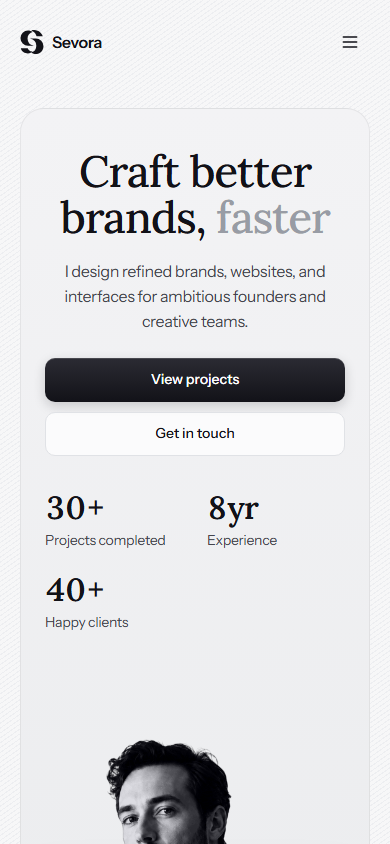 Sevora
Craft better
brands, faster
I design refined brands, websites, and
interfaces for ambitious founders and
creative teams.
View projects
Get in touch
30+
8yr
Projects completed
Experience
40+
Happy clients